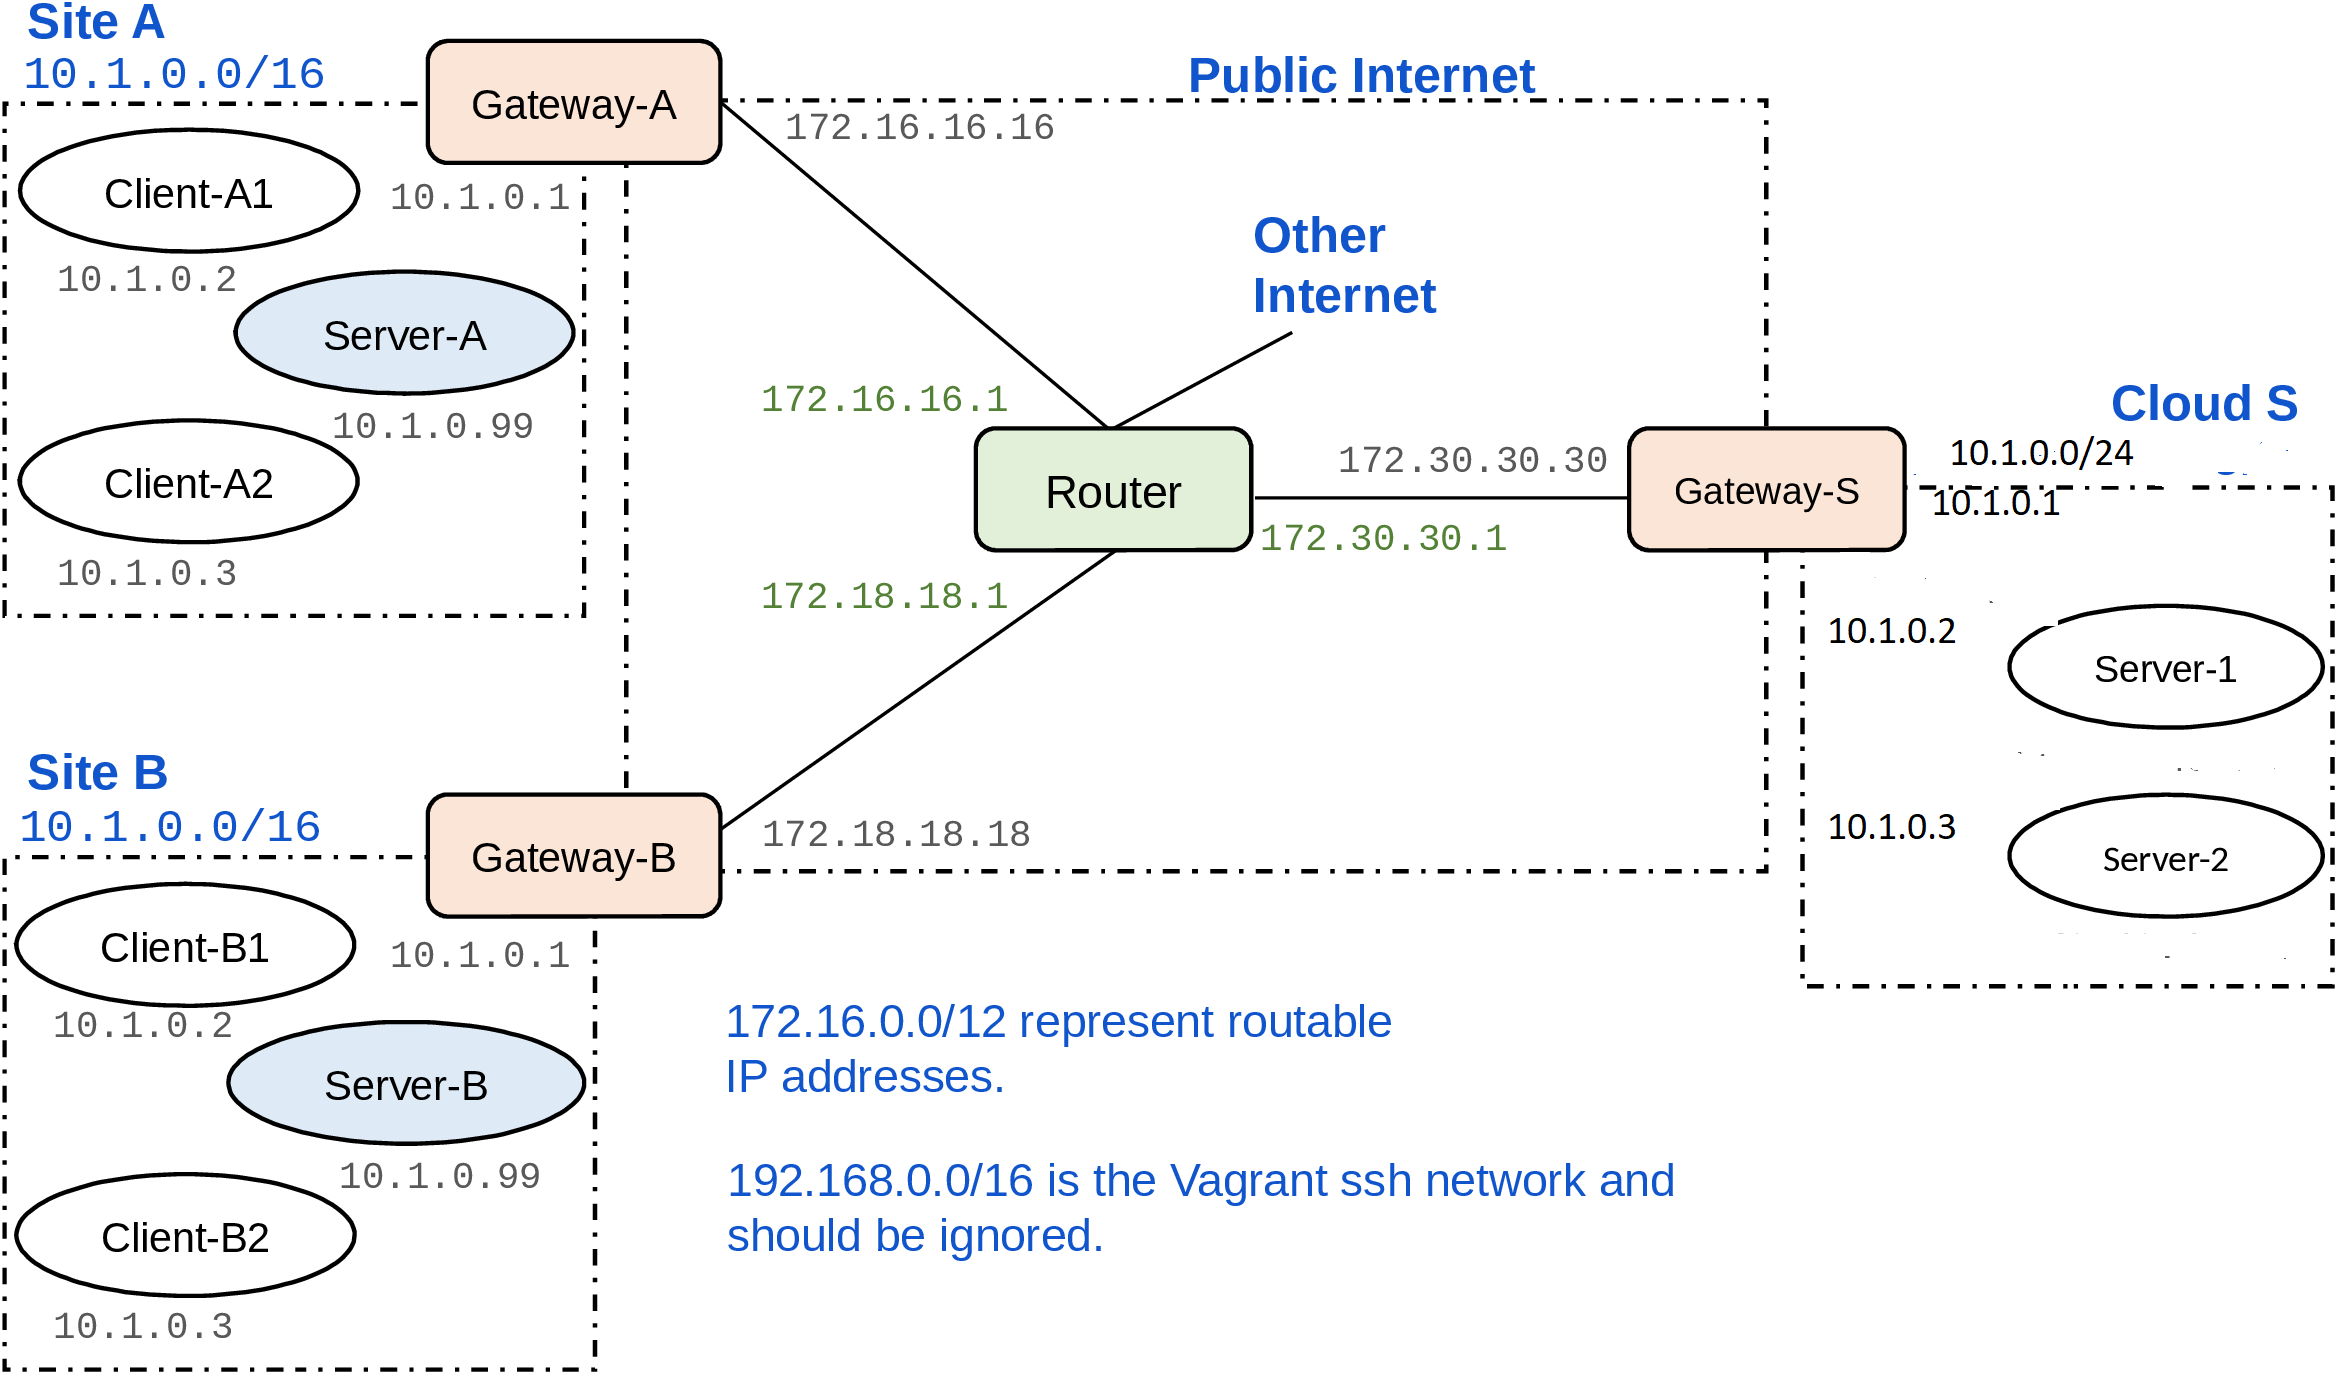 Site A
10.1.0.0/16
Gateway-A
Client-A1
10.1.0.1
10.1.0.2
Server-A
10.1.0.99
Client-A2
10.1.0.3
Public Internet
172.16.16.16
Other
Internet
172.16.16.1
Router
172.30.30.30
172.30.30.1
172.18.18.1
Gateway-S
Cloud S
10.1.0.0/24
10.1.0.1
10.1.0.2
Server-1
10.1.0.3
Server-2
Site B
10.1.0.0/16
Gateway-B
172.18.18.18
Client-B1
10.1.0.1
10.1.0.2
Server-B
10.1.0.99
Client-B2
10.1.0.3
172.16.0.0/12 represent routable
IP addresses.
192.168.0.0/16 is the Vagrant ssh network and
should be ignored.